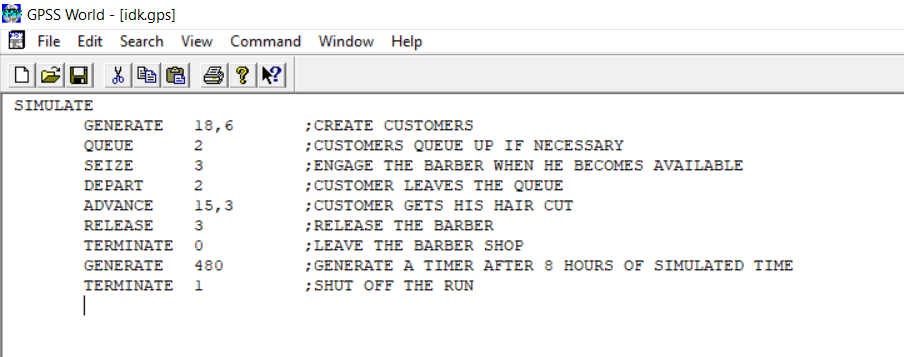 GPSS World - [idk.gps]
File Edit Search View Command Window Help
SIMULATE
GENERATE 18,6 ;CREATE CUSTOMERS
QUEUE 2 ;CUSTOMERS QUEUE UP IF NECESSARY
SEIZE 3 ;ENGAGE THE BARBER WHEN HE BECOMES AVAILABLE
DEPART 2 ;CUSTOMER LEAVES THE QUEUE
ADVANCE 15,3 ;CUSTOMER GETS HIS HAIR CUT
RELEASE 3 ;RELEASE THE BARBER
TERMINATE 0 ;LEAVE THE BARBER SHOP
GENERATE 480 ;GENERATE A TIMER AFTER 8 HOURS OF SIMULATED TIME
TERMINATE 1 ;SHUT OFF THE RUN